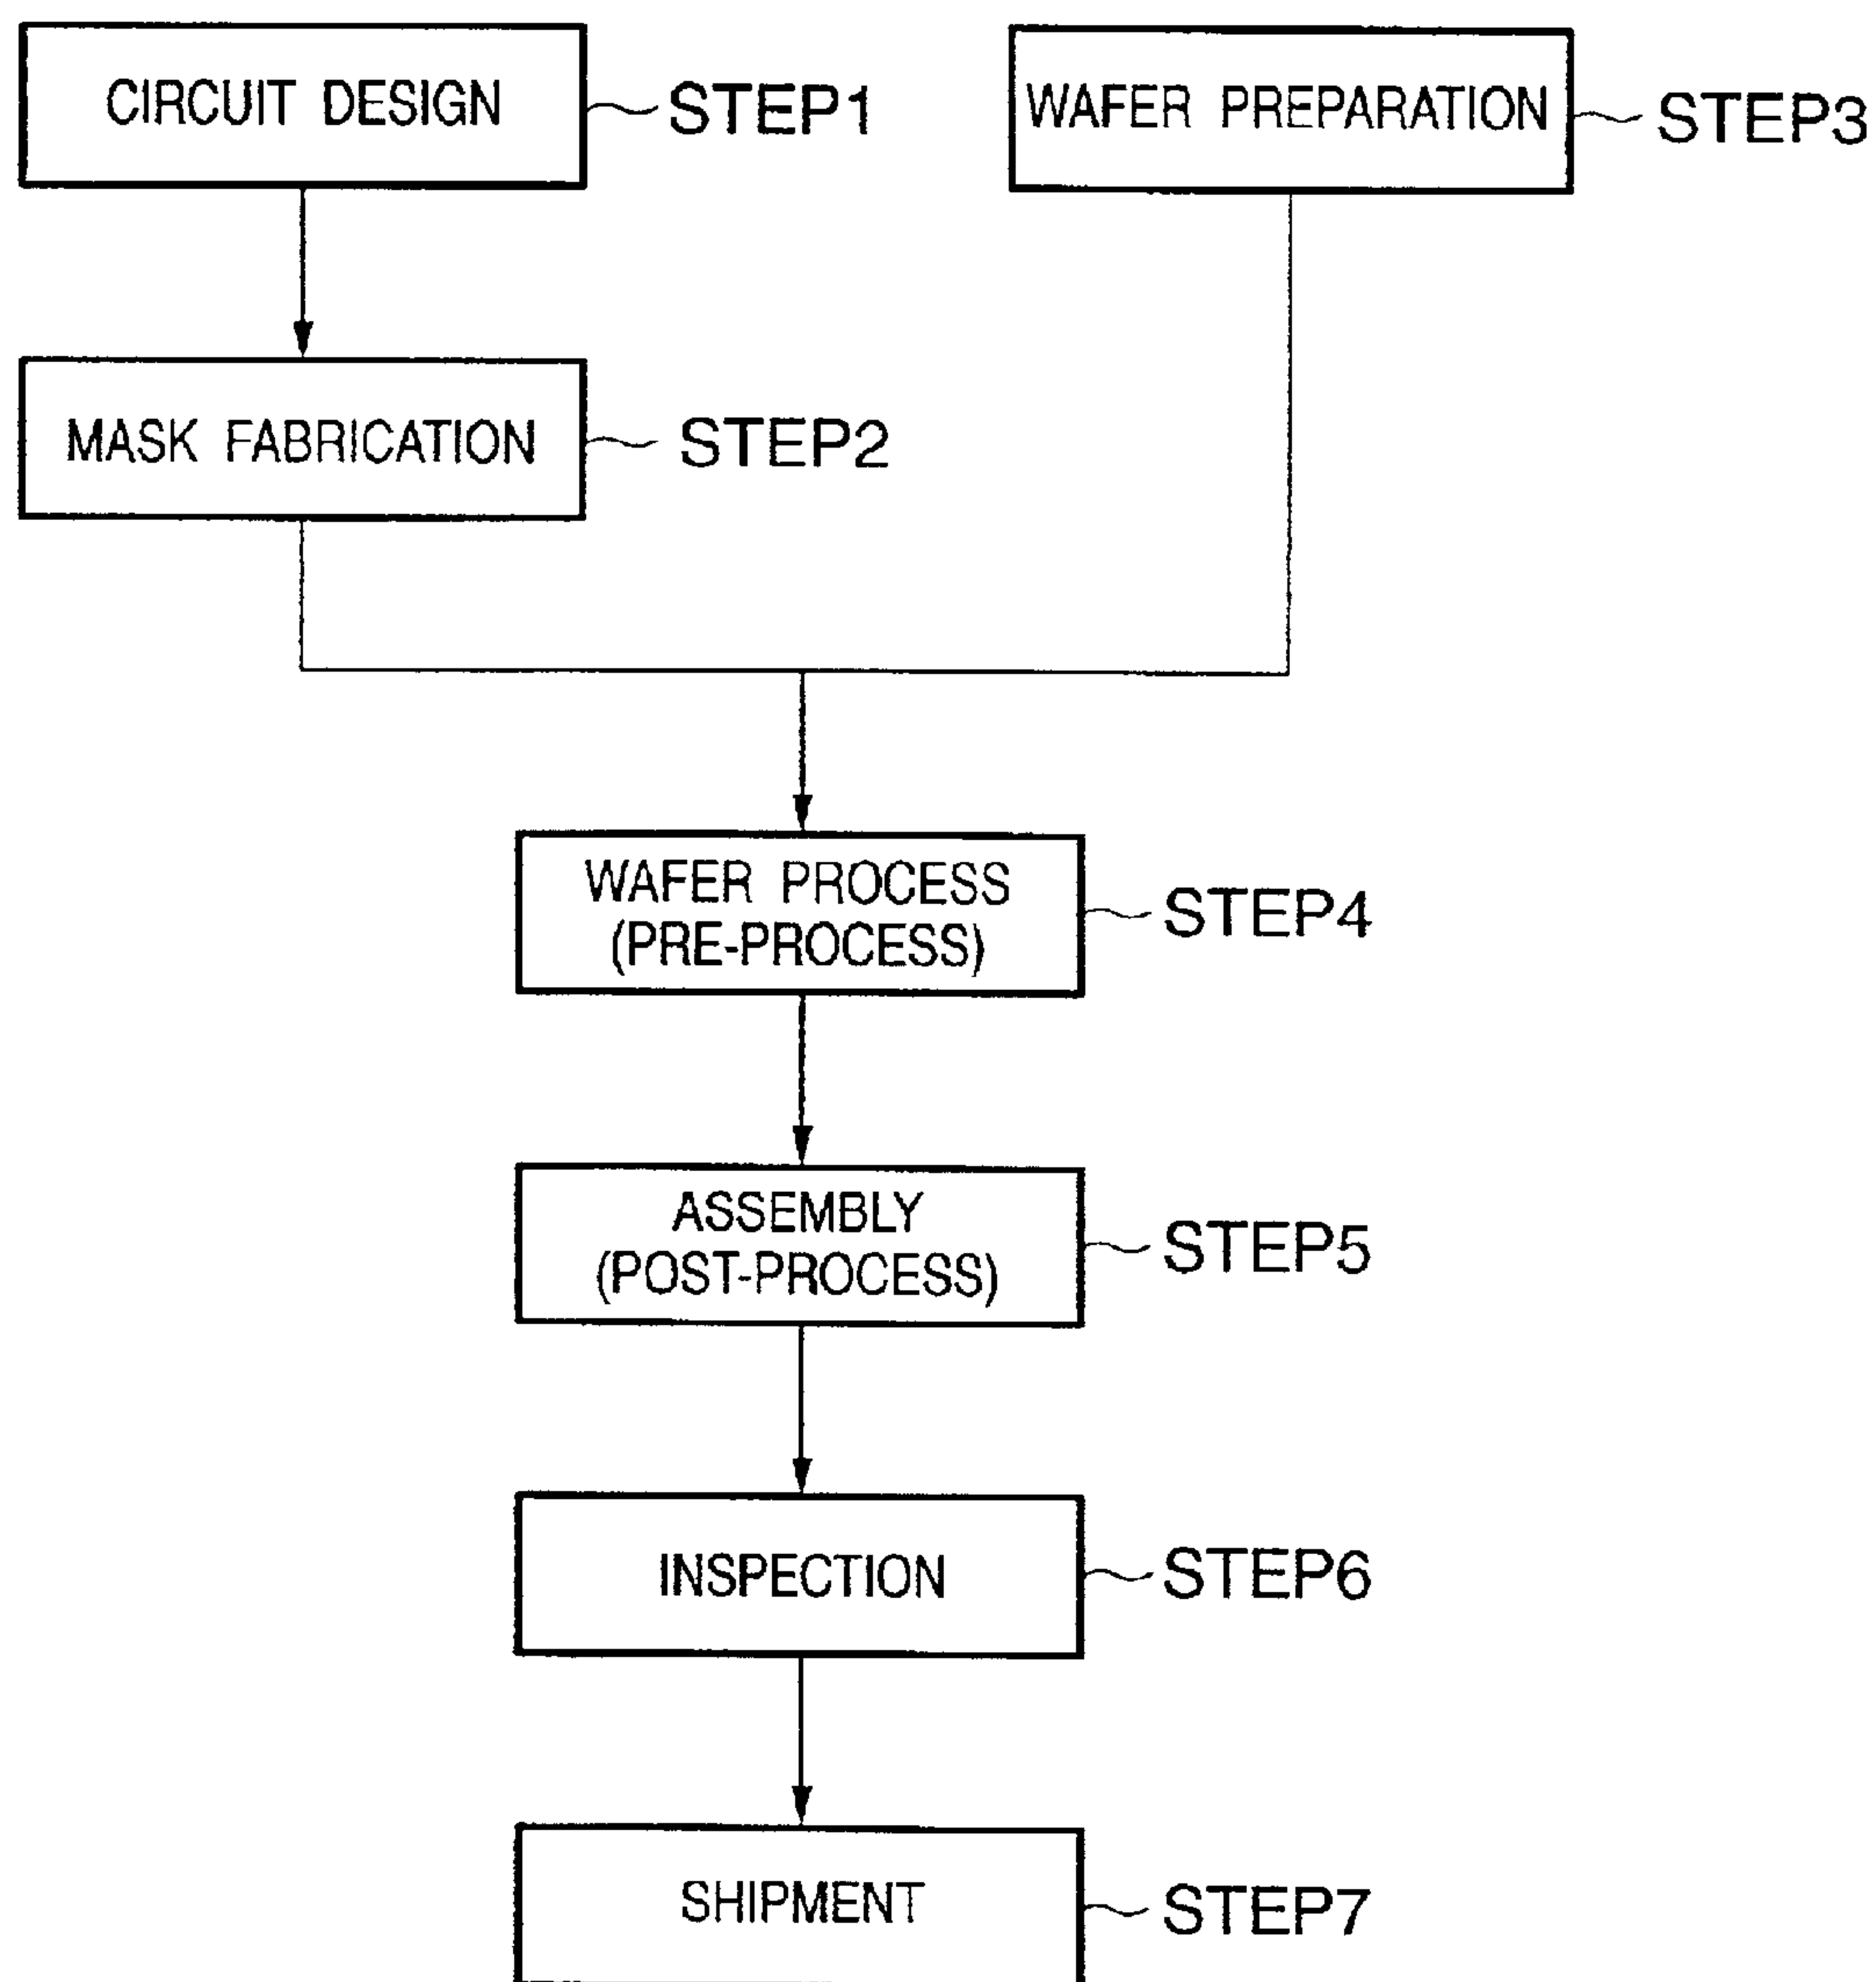 CIRCUIT DESIGN
STEP1
WAFER PREPARATION
STEP3
MASK FABRICATION
STEP2
WAFER PROCESS
(PRE-PROCESS)
STEP4
ASSEMBLY
(POST-PROCESS)
STEP5
INSPECTION
STEP6
SHIPMENT
STEP7